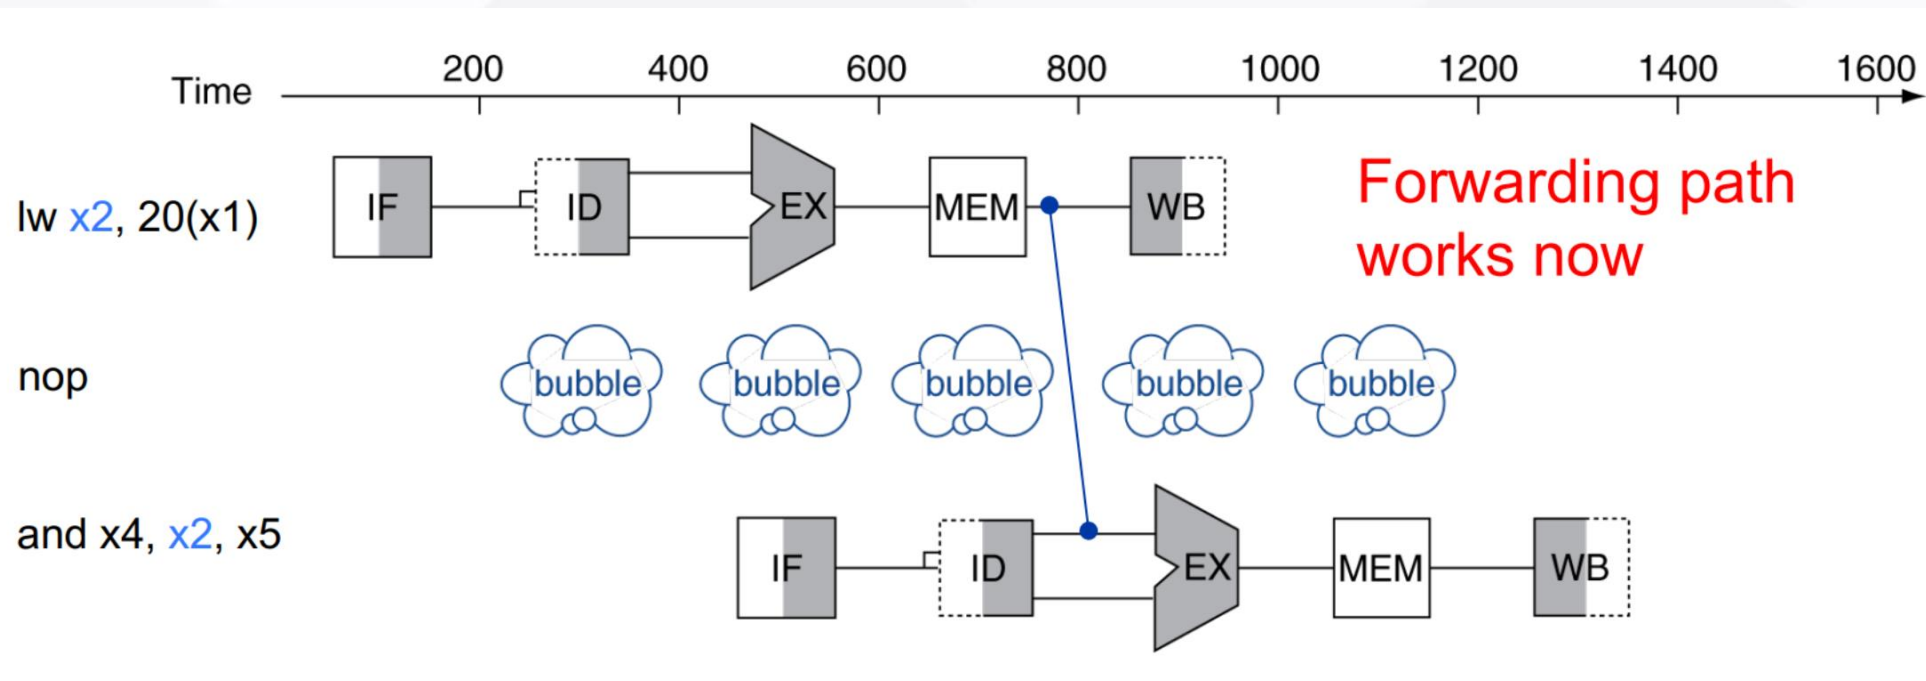 200 400 600 800 1000 1200 1400 1600
Time
lw x2, 20(x1) IF ID EX MEM WB
Forwarding path
works now
nop bubble bubble bubble bubble bubble
and x4, x2, x5 IF ID EX MEM WB